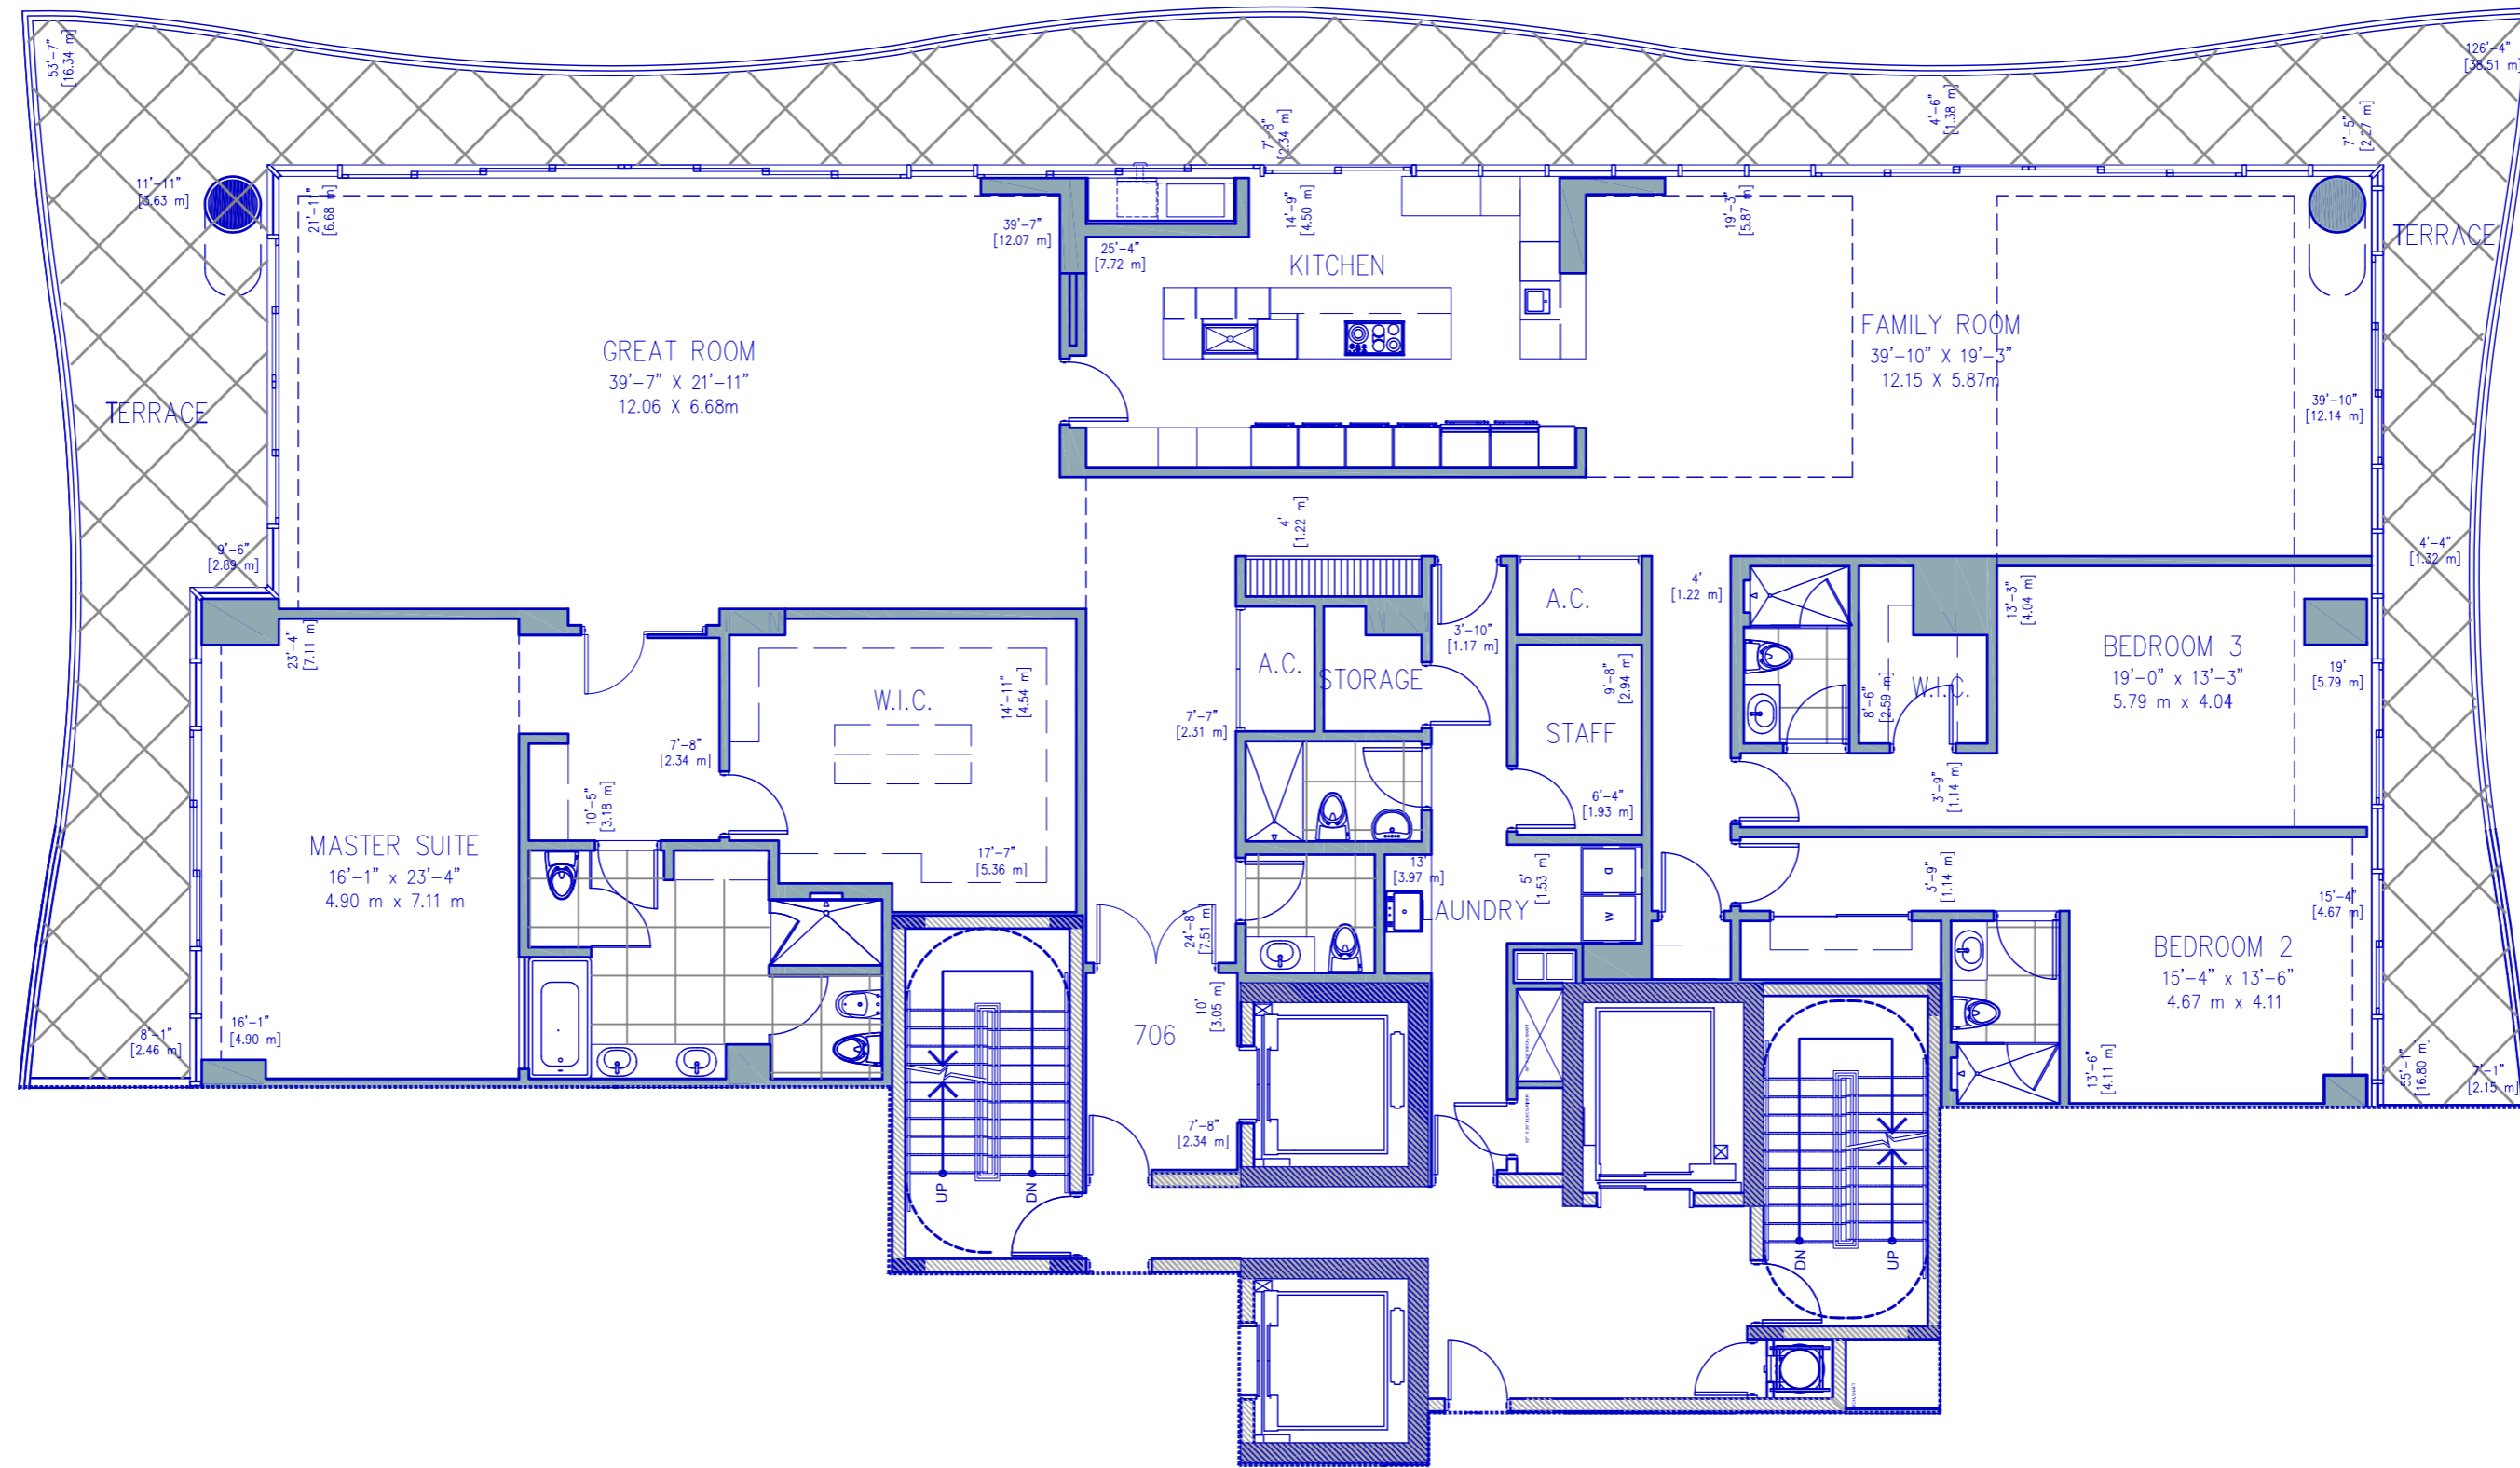 53'-7"
[16.34 m]
126'-4"
[38.51 m]
7'-8"
[2.34 m]
4'-6"
[1.38 m]
7'-5"
[2.27 m]
11'-11"
[3.63 m]
21'-11"
[6.68 m]
39'-7"
[12.07 m]
25'-4"
[7.72 m]
14'-9"
[4.50 m]
19'-3"
[5.87 m]
TERRACE
KITCHEN
GREAT ROOM
39'-7" X 21'-11"
12.06 X 6.68m
FAMILY ROOM
39'-10" X 19'-3"
12.15 X 5.87m
TERRACE
39'-10"
[12.14 m]
9'-6"
[2.89 m]
4'
[1.22 m]
4'-4"
[1.32 m]
A.C.
4'
[1.22 m]
13'-3"
[4.04 m]
23'-4"
[7.11 m]
3'-10"
[1.17 m]
A.C.
STORAGE
9'-8"
[2.94 m]
BEDROOM 3
19'-0" x 13'-3"
5.79 m x 4.04
19'
[5.79 m]
W.I.C.
14'-11"
[4.54 m]
8'-6"
[2.59 m]
W.I.C.
7'-7"
[2.31 m]
STAFF
7'-8"
[2.34 m]
10'-5"
[3.18 m]
3'-9"
[1.14 m]
6'-4"
[1.93 m]
MASTER SUITE
16'-1" x 23'-4"
4.90 m x 7.11 m
17'-7"
[5.36 m]
13'
[3.97 m]
5'
[1.53 m]
D
W
3'-9"
[1.14 m]
15'-4"
[4.67 m]
LAUNDRY
24'-8"
[7.51 m]
BEDROOM 2
15'-4" x 13'-6"
4.67 m x 4.11
10'
[3.05 m]
706
16'-1"
[4.90 m]
8'-1"
[2.46 m]
13'-6"
[4.11 m]
55'-1"
[16.80 m]
7'-1"
[2.15 m]
7'-8"
[2.34 m]
UP
DN
DN
UP